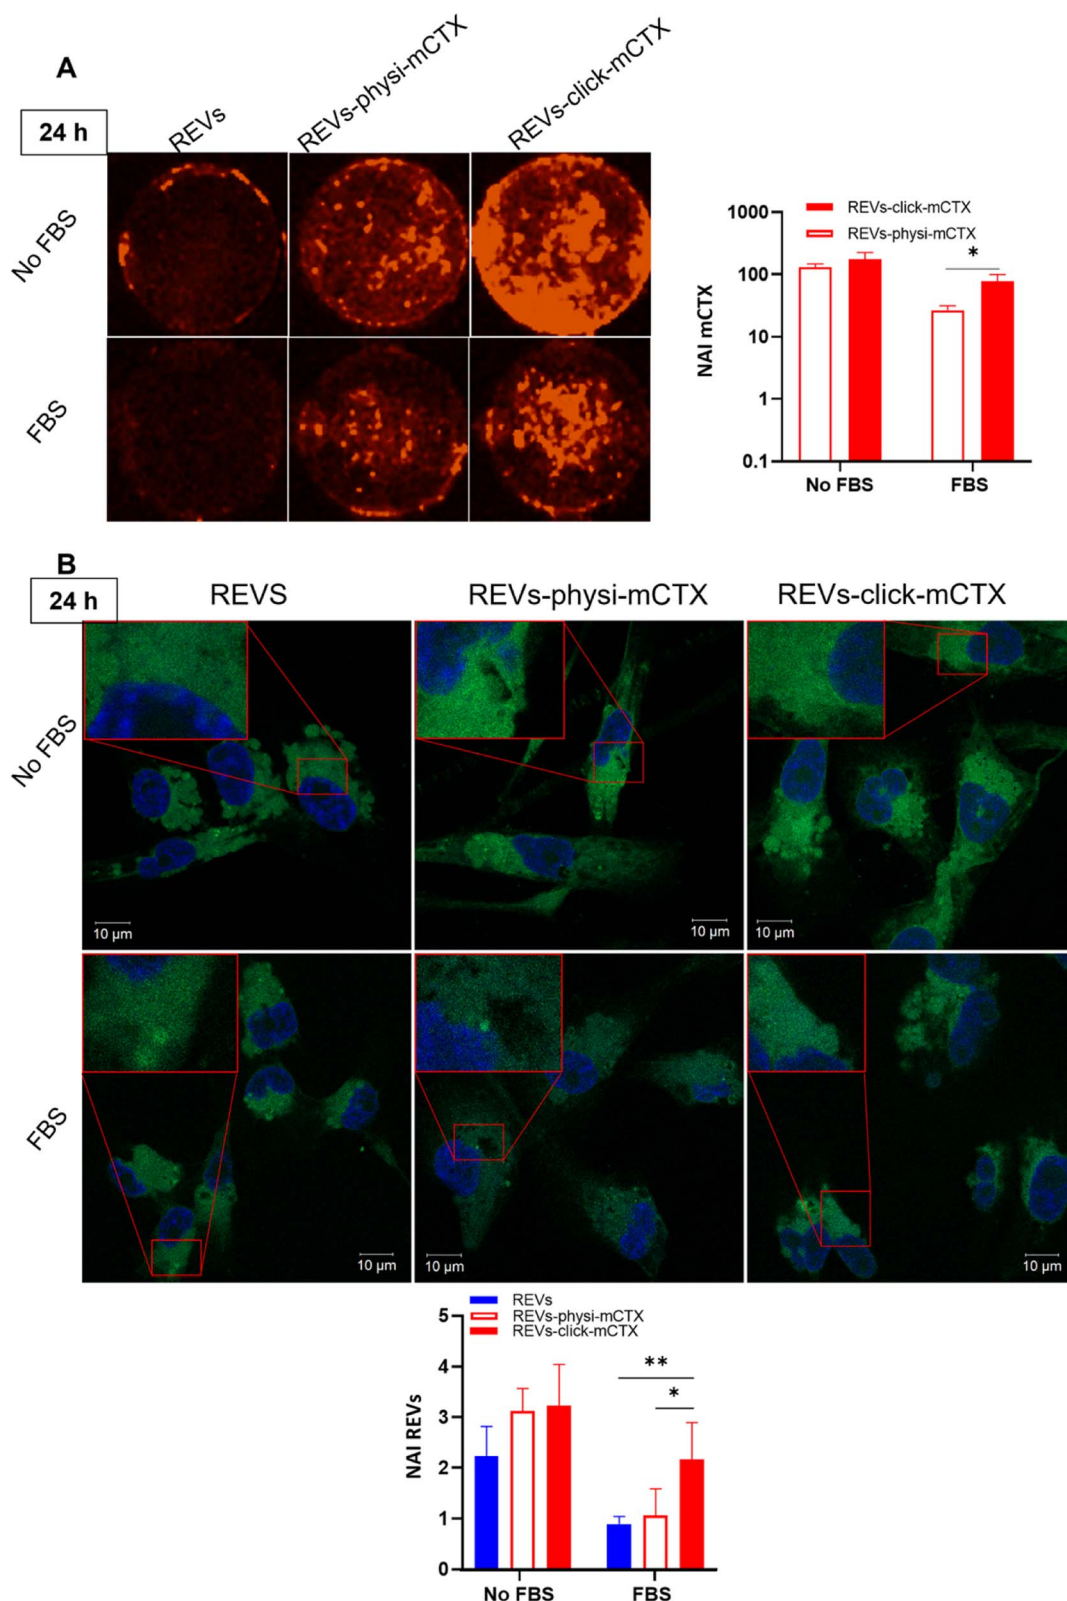 A
24 h
REVs
REVs-physi-mCTX
REVs-click-mCTX
No FBS
FBS
REVs-click-mCTX
REVs-physi-mCTX
1000
100
10
1
0.1
NAI mCTX
*
No FBS
FBS
B
24 h
REVS
REVs-physi-mCTX
REVs-click-mCTX
No FBS
10 µm
10 µm
10 µm
FBS
10 µm
10 µm
10 µm
REVs
REVs-physi-mCTX
REVs-click-mCTX
5
4
3
2
1
0
NAI REVs
**
*
No FBS
FBS